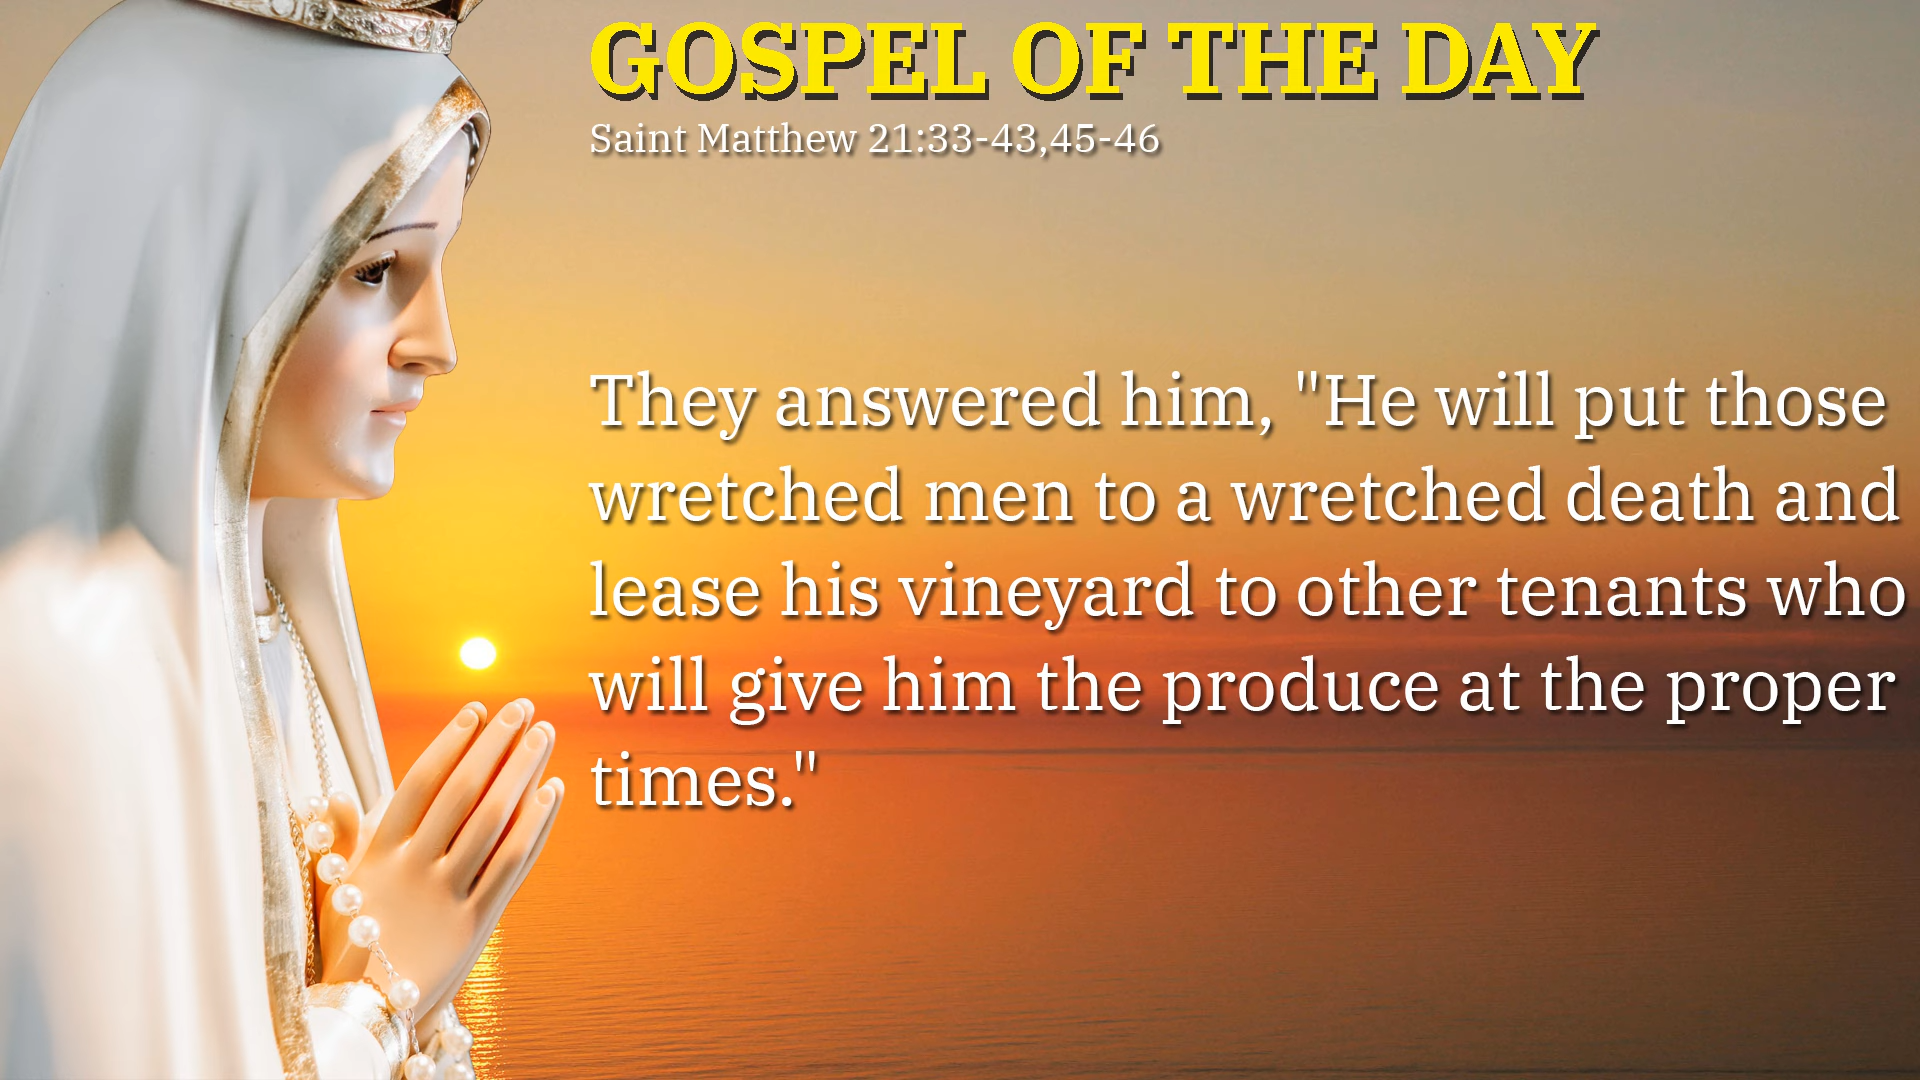 GOSPEL OF THE DAY
Saint Matthew 21:33-43,45-46
They answered him, "He will put those
wretched men to a wretched death and
lease his vineyard to other tenants who
will give him the produce at the proper
times."